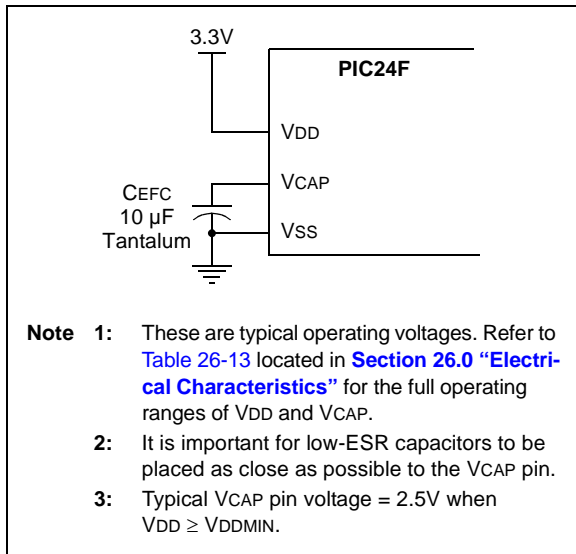 3.3V
PIC24F
VDD
VCAP
CEFC
10 µF
Tantalum
VSS
Note 1: These are typical operating voltages. Refer to
Table 26-13 located in Section 26.0 “Electri-
cal Characteristics” for the full operating
ranges of VDD and VCAP.
2: It is important for low-ESR capacitors to be
placed as close as possible to the VCAP pin.
3: Typical VCAP pin voltage = 2.5V when
VDD ≥ VDDMIN.